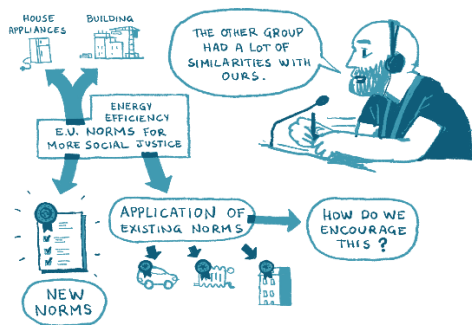 HOUSE
APPLIANCES
BUILDING
THE OTHER GROUP
HAD A LOT OF
SIMILARITIES WITH
OURS.
ENERGY
EFFICIENCY
E.U. NORMS FOR
MORE SOCIAL JUSTICE
APPLICATION OF
EXISTING NORMS
HOW DO WE
ENCOURAGE
THIS?
NEW
NORMS